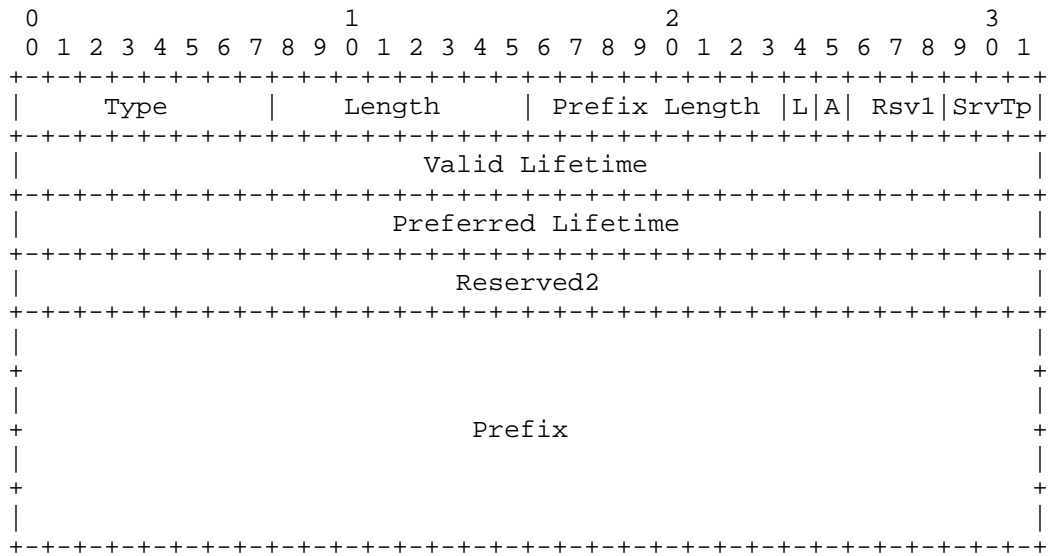 0                   1                   2                   3
 0 1 2 3 4 5 6 7 8 9 0 1 2 3 4 5 6 7 8 9 0 1 2 3 4 5 6 7 8 9 0 1
+-+-+-+-+-+-+-+-+-+-+-+-+-+-+-+-+-+-+-+-+-+-+-+-+-+-+-+-+-+-+-+-+
|     Type      |    Length     | Prefix Length |L|A| Rsv1|SrvTp|
+-+-+-+-+-+-+-+-+-+-+-+-+-+-+-+-+-+-+-+-+-+-+-+-+-+-+-+-+-+-+-+-+
|                         Valid Lifetime                        |
+-+-+-+-+-+-+-+-+-+-+-+-+-+-+-+-+-+-+-+-+-+-+-+-+-+-+-+-+-+-+-+-+
|                       Preferred Lifetime                      |
+-+-+-+-+-+-+-+-+-+-+-+-+-+-+-+-+-+-+-+-+-+-+-+-+-+-+-+-+-+-+-+-+
|                           Reserved2                           |
+-+-+-+-+-+-+-+-+-+-+-+-+-+-+-+-+-+-+-+-+-+-+-+-+-+-+-+-+-+-+-+-+
|                                                               |
+                                                               +
|                                                               |
+                            Prefix                             +
|                                                               |
+                                                               +
|                                                               |
+-+-+-+-+-+-+-+-+-+-+-+-+-+-+-+-+-+-+-+-+-+-+-+-+-+-+-+-+-+-+-+-+